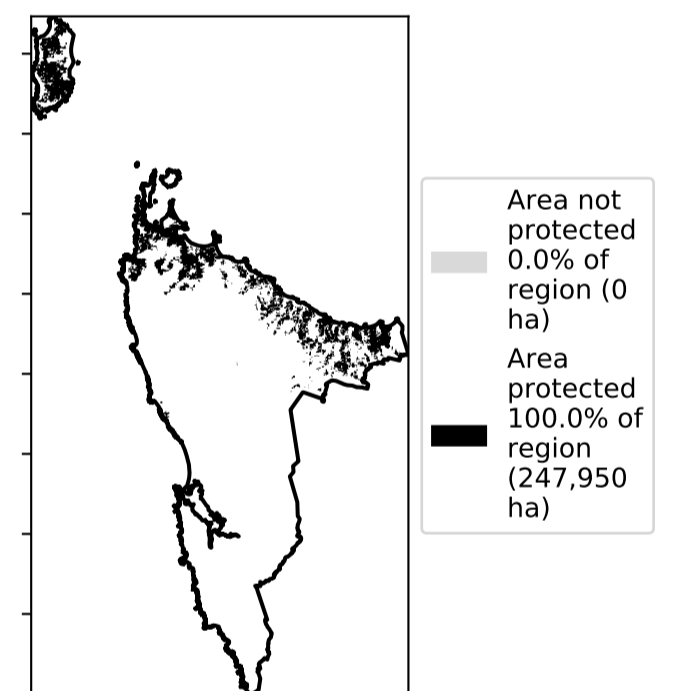 Area not
protected
0.0% of
region (0
ha)
Area
protected
100.0% of
region
(247,950
ha)